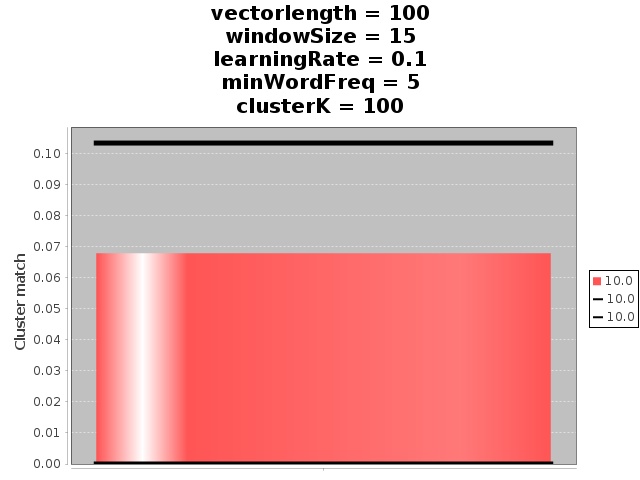 vectorlength = 100
windowSize = 15
learningRate = 0.1
minWordFreq = 5
clusterK = 100
Cluster match
0.10
0.09
0.08
0.07
0.06
0.05
0.04
0.03
0.02
0.01
0.00
10.0
10.0
10.0